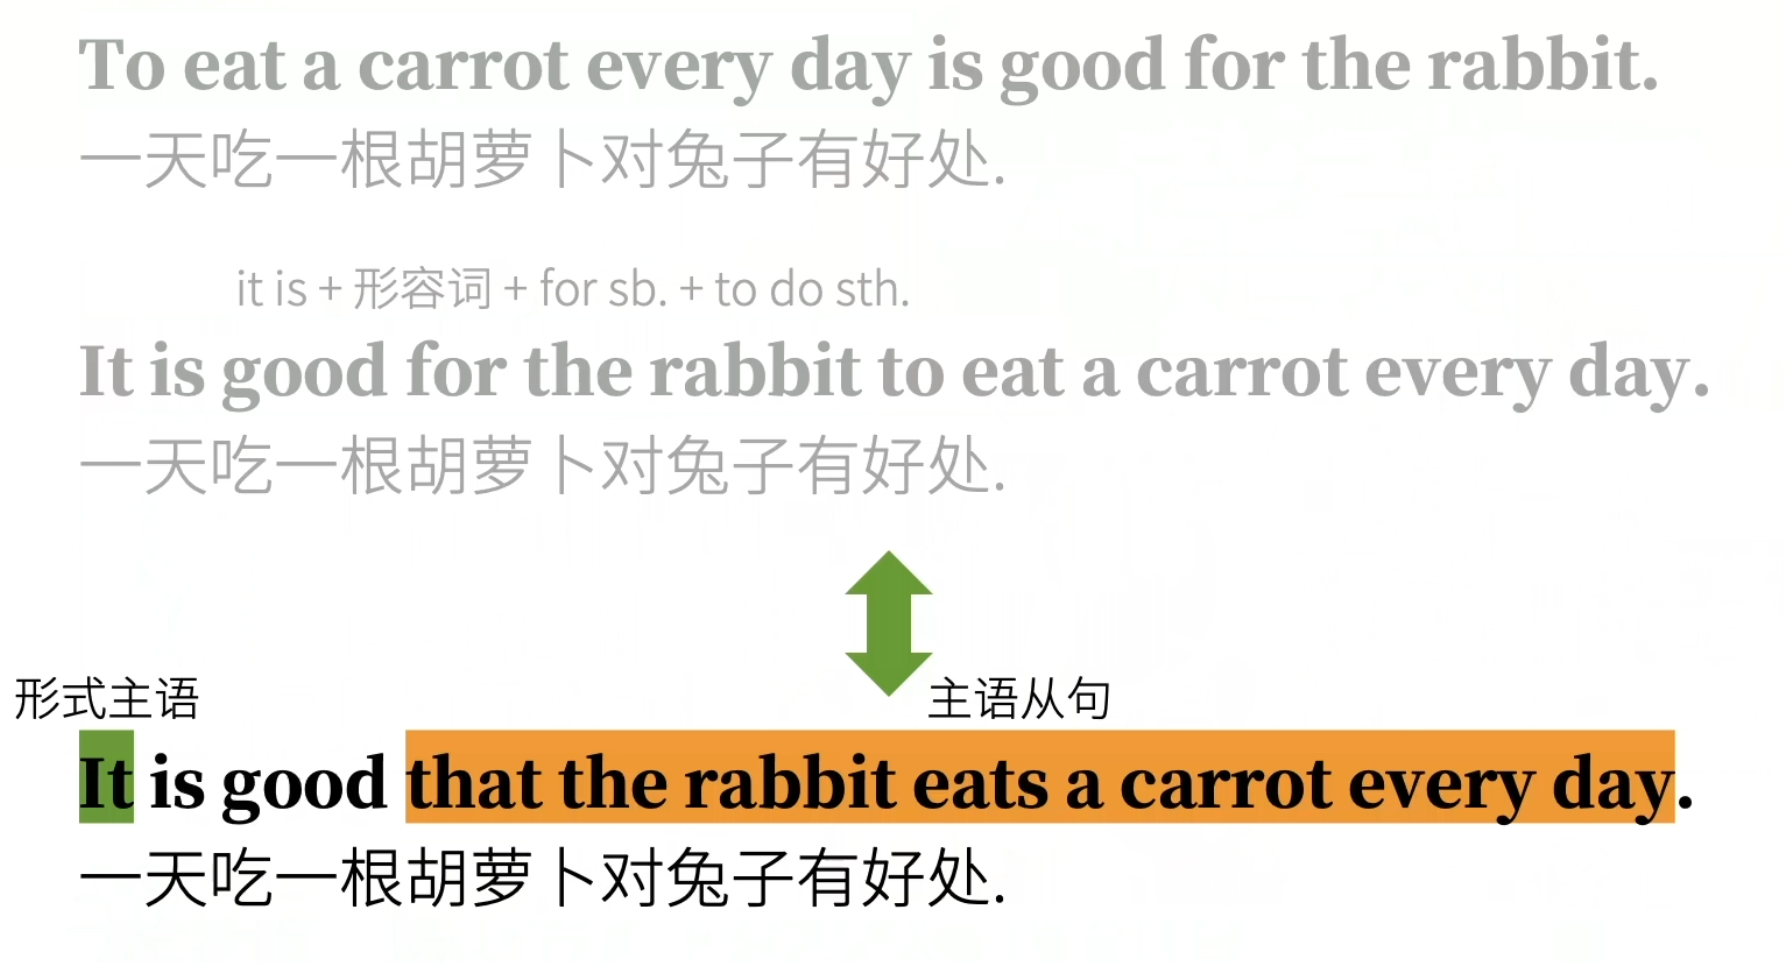 To eat a carrot every day is good for the rabbit.
一天吃一根胡萝卜对兔子有好处.
it is + 形容词 + for sb. + to do sth.
It is good for the rabbit to eat a carrot every day.
一天吃一根胡萝卜对兔子有好处.
形式主语 主语从句
It is good that the rabbit eats a carrot every day.
一天吃一根胡萝卜对兔子有好处.